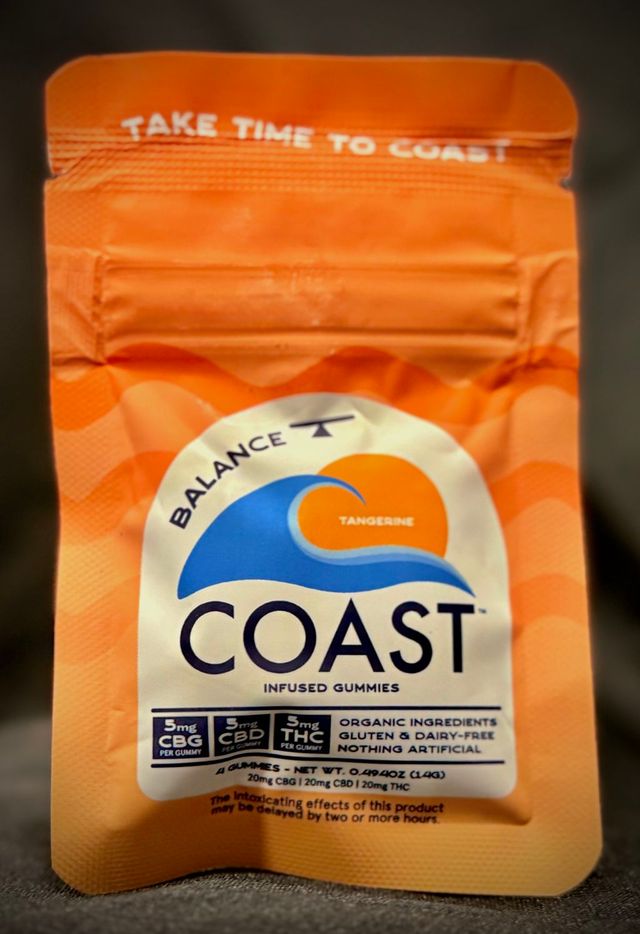 TAKE TIME TO COAST
BALANCE
TANGERINE
COAST™
INFUSED GUMMIES
5mg CBG PER GUMMY
5mg CBD PER GUMMY
5mg THC PER GUMMY
ORGANIC INGREDIENTS
GLUTEN & DAIRY-FREE
NOTHING ARTIFICIAL
4 GUMMIES - NET WT. 0.494OZ (14G)
20mg CBG | 20mg CBD | 20mg THC
The intoxicating effects of this product
may be delayed by two or more hours.